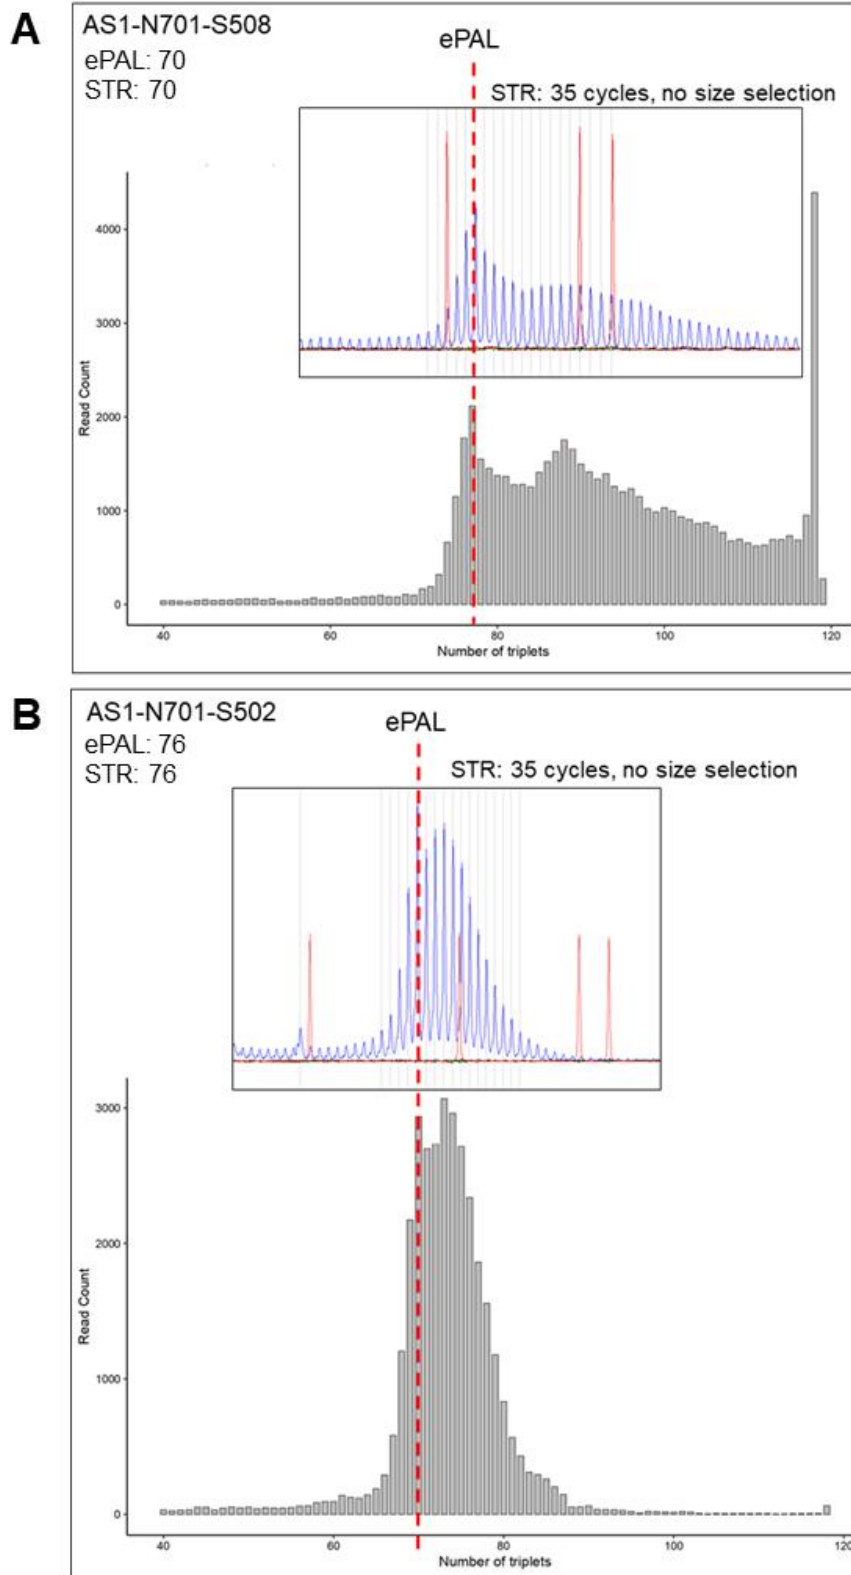 A
AS1-N701-S508
ePAL: 70
STR: 70
ePAL
STR: 35 cycles, no size selection
4000
3000
2000
1000
0
Read Count
40
60
80
100
120
Number of triplets
B
AS1-N701-S502
ePAL: 76
STR: 76
ePAL
STR: 35 cycles, no size selection
3000
2000
1000
0
Read Count
40
60
80
100
120
Number of triplets